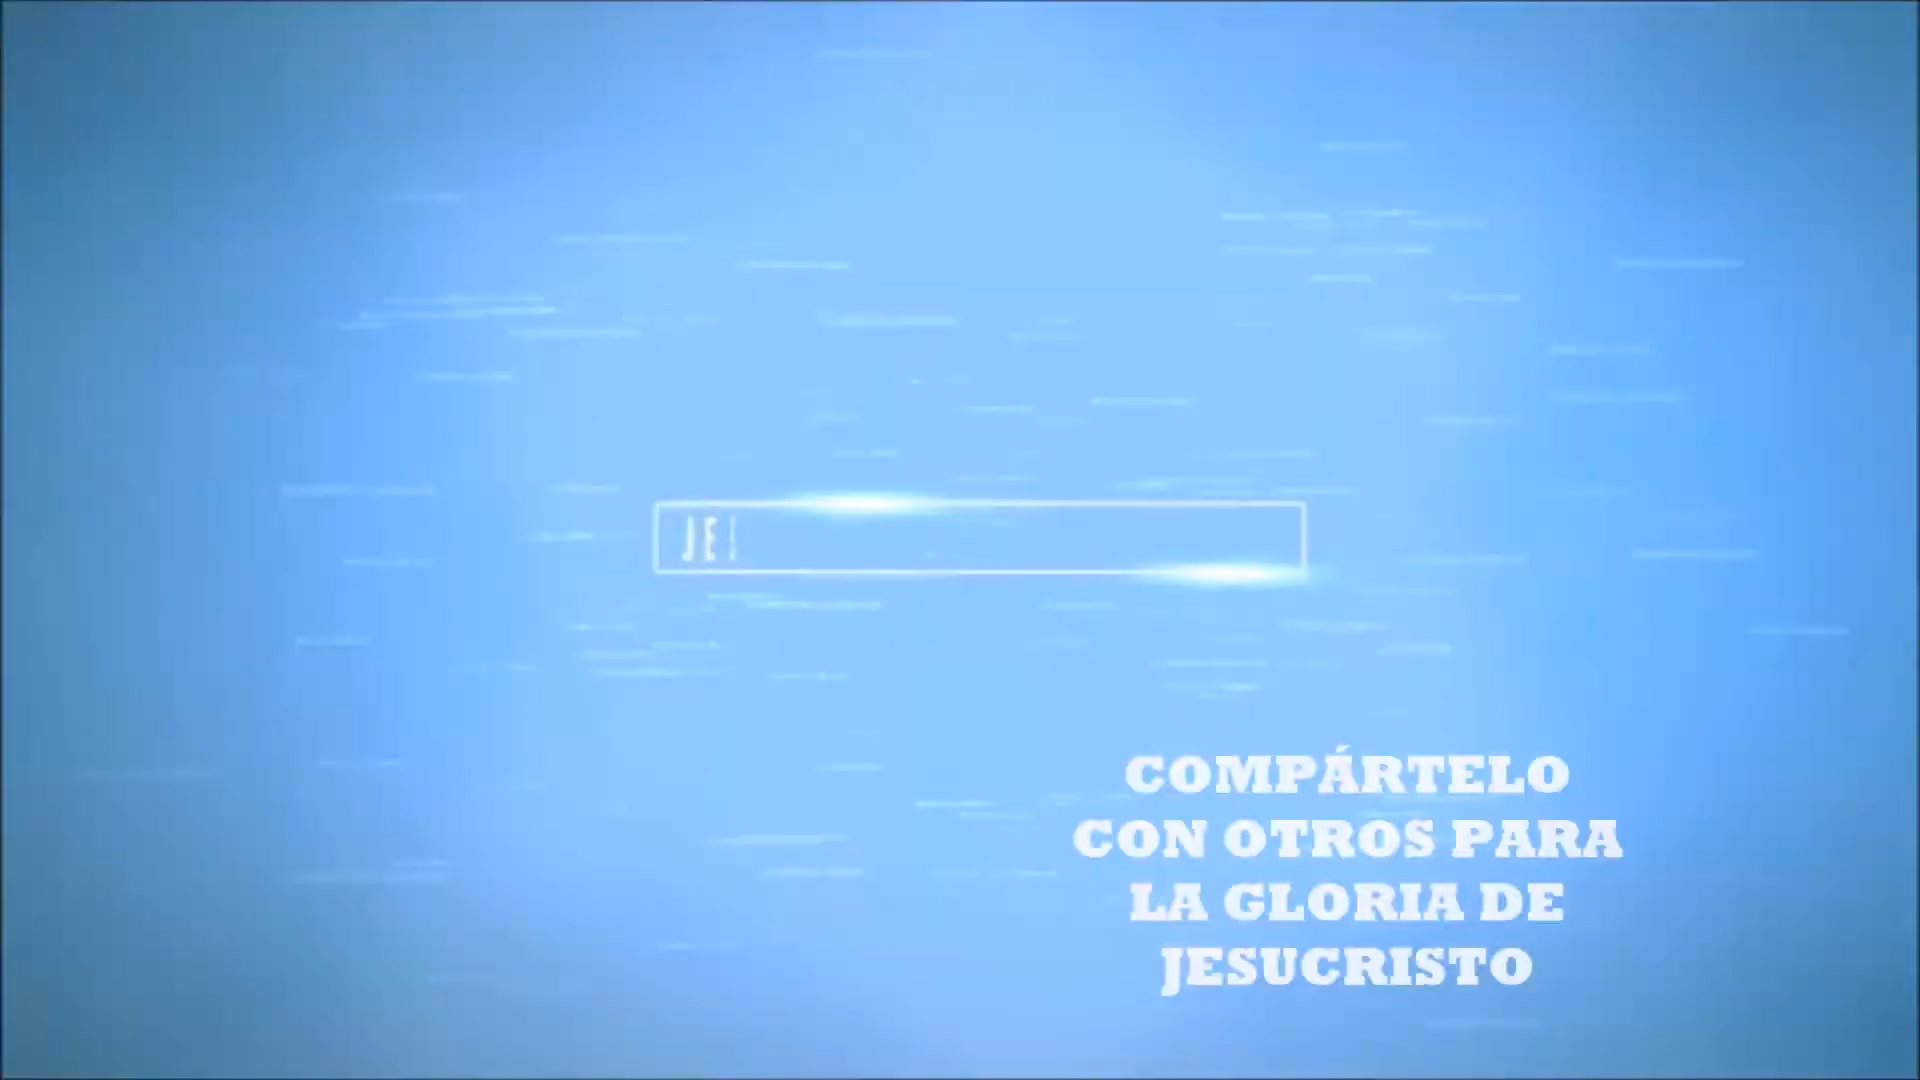 JE
COMPÁRTELO
CON OTROS PARA
LA GLORIA DE
JESUCRISTO